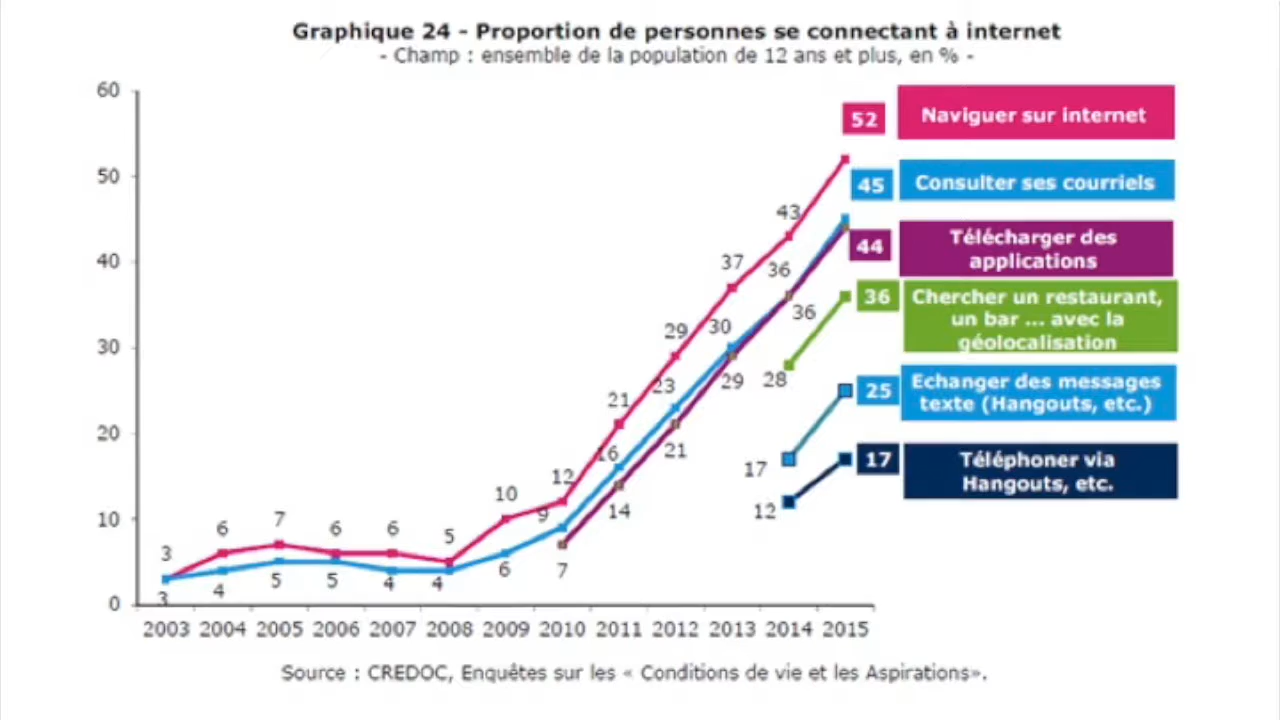 Graphique 24 - Proportion de personnes se connectant à internet
- Champ : ensemble de la population de 12 ans et plus, en % -
60
50
40
30
20
10
0
52 Naviguer sur internet
45 Consulter ses courriels
44 Télécharger des
applications
36 Chercher un restaurant,
un bar ... avec la
géolocalisation
25 Echanger des messages
texte (Hangouts, etc.)
17 Téléphoner via
Hangouts, etc.
3 6 7 6 6 5 10 12 21 29 37 43
3 4 5 5 4 4 6 9 16 23 30 36
7 14 21 29 36
28
17
12
2003 2004 2005 2006 2007 2008 2009 2010 2011 2012 2013 2014 2015
Source : CREDOC, Enquêtes sur les « Conditions de vie et les Aspirations».